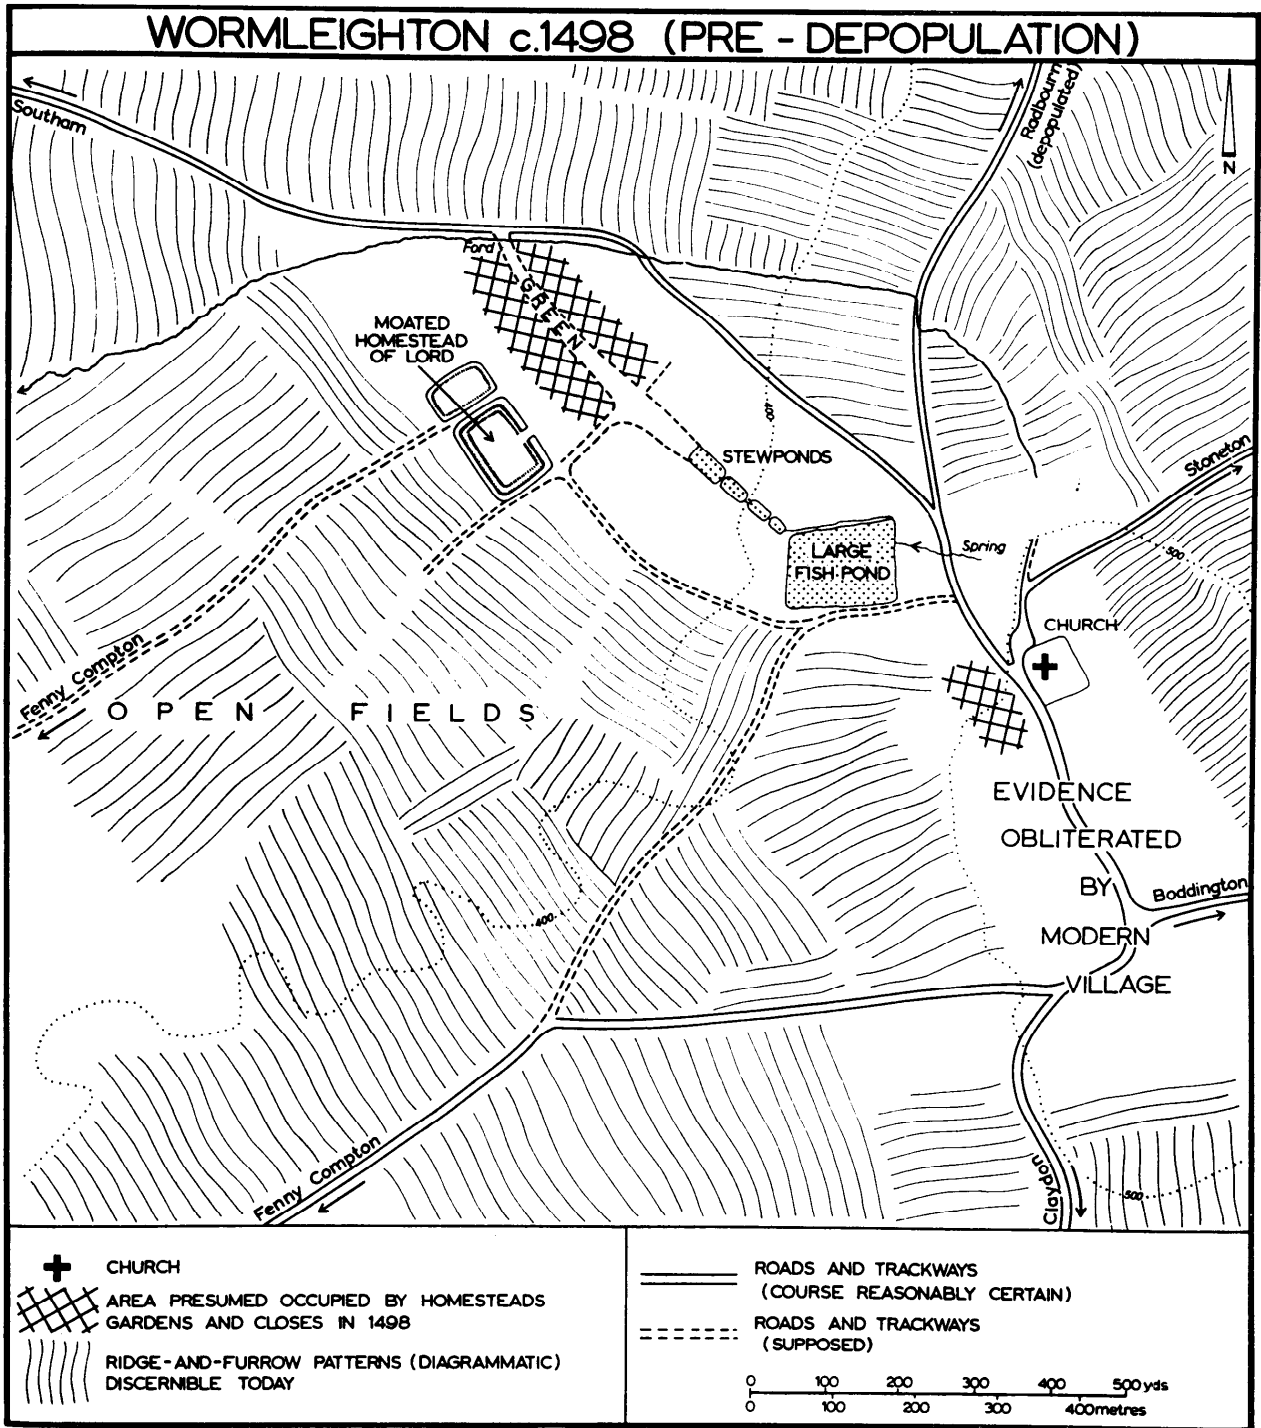 WORMLEIGHTON c.1498 (PRE - DEPOPULATION)
Southam
Radbourn
(depopulated)
N
Ford
GREEN
MOATED
HOMESTEAD
OF LORD
400
STEWPONDS
Stoneton
LARGE
FISH-POND
Spring
500
CHURCH
Fenny Compton
OPEN FIELDS
EVIDENCE
OBLITERATED
BY
MODERN
VILLAGE
Boddington
400
Fenny Compton
Claydon
500
CHURCH
AREA PRESUMED OCCUPIED BY HOMESTEADS
GARDENS AND CLOSES IN 1498
RIDGE-AND-FURROW PATTERNS (DIAGRAMMATIC)
DISCERNIBLE TODAY
ROADS AND TRACKWAYS
(COURSE REASONABLY CERTAIN)
ROADS AND TRACKWAYS
(SUPPOSED)
0 100 200 300 400 500 yds
0 100 200 300 400 metres